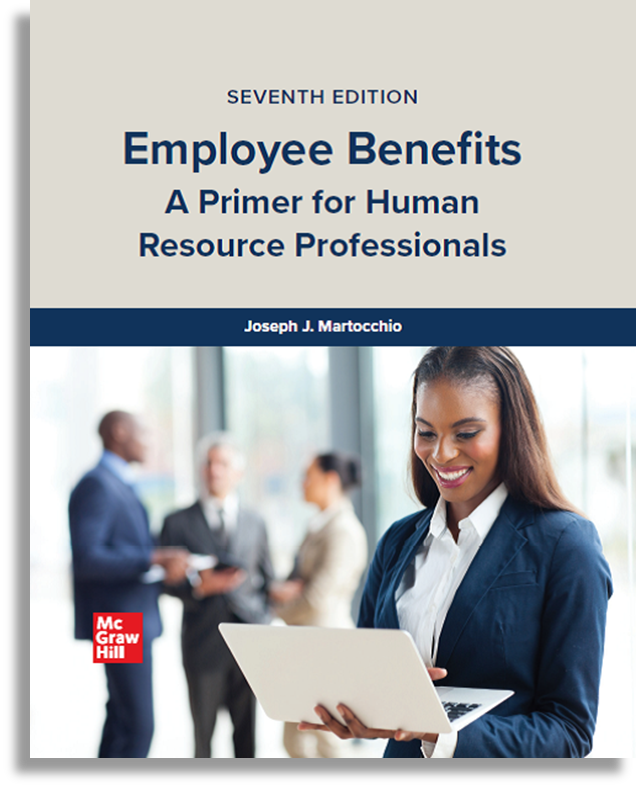 SEVENTH EDITION
Employee Benefits
A Primer for Human
Resource Professionals
Joseph J. Martocchio
Mc
Graw
Hill